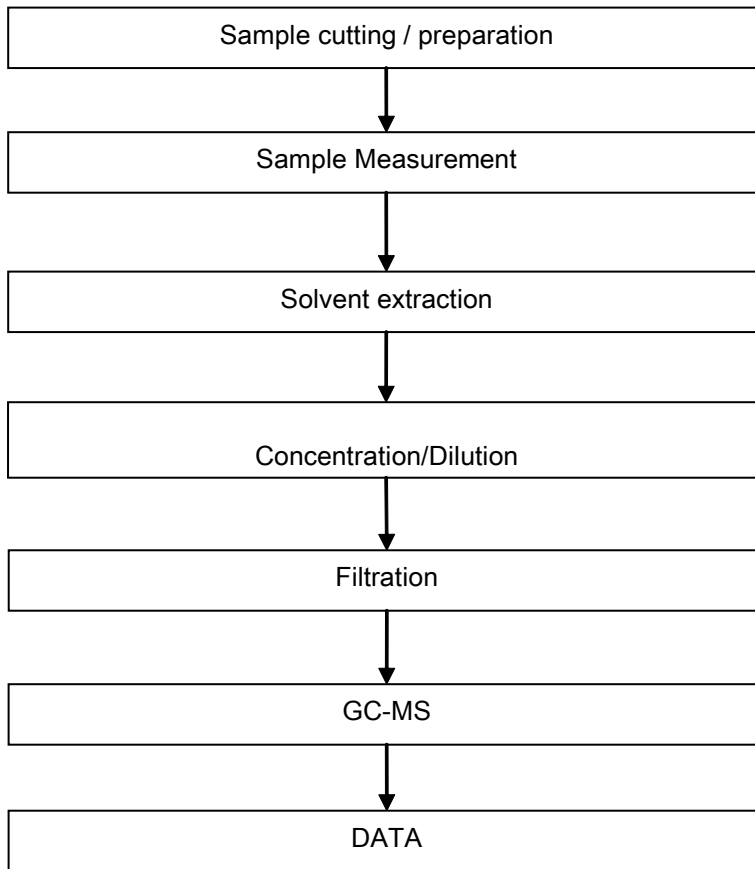 Sample cutting / preparation
Sample Measurement
Solvent extraction
Concentration/Dilution
Filtration
GC-MS
DATA